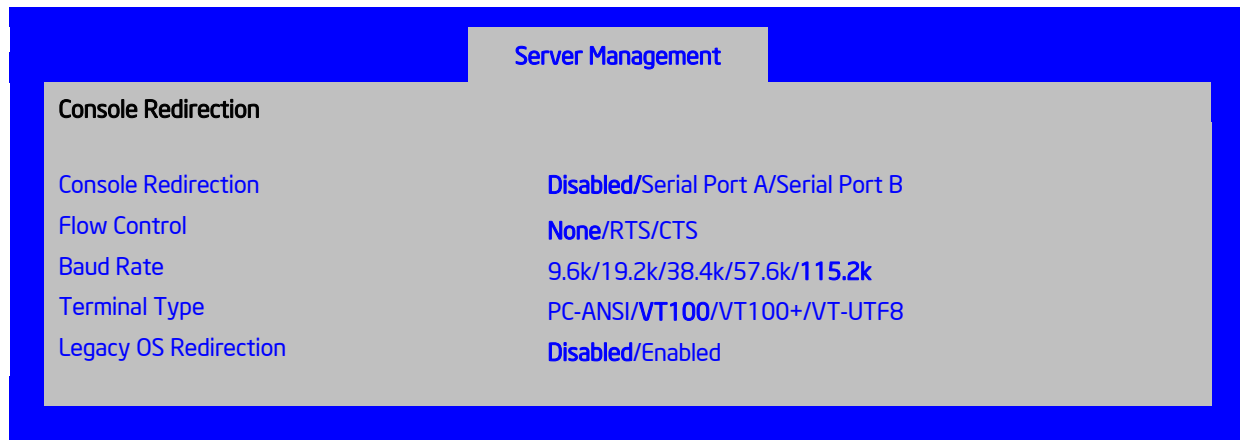 Server Management
Console Redirection
Console Redirection Disabled/Serial Port A/Serial Port B
Flow Control None/RTS/CTS
Baud Rate 9.6k/19.2k/38.4k/57.6k/115.2k
Terminal Type PC-ANSI/VT100/VT100+/VT-UTF8
Legacy OS Redirection Disabled/Enabled